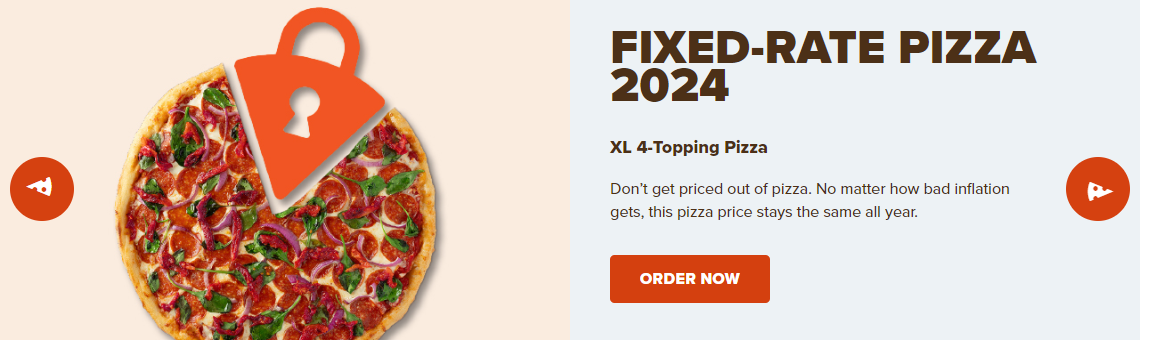 FIXED-RATE PIZZA
2024
XL 4-Topping Pizza
Don’t get priced out of pizza. No matter how bad inflation
gets, this pizza price stays the same all year.
ORDER NOW